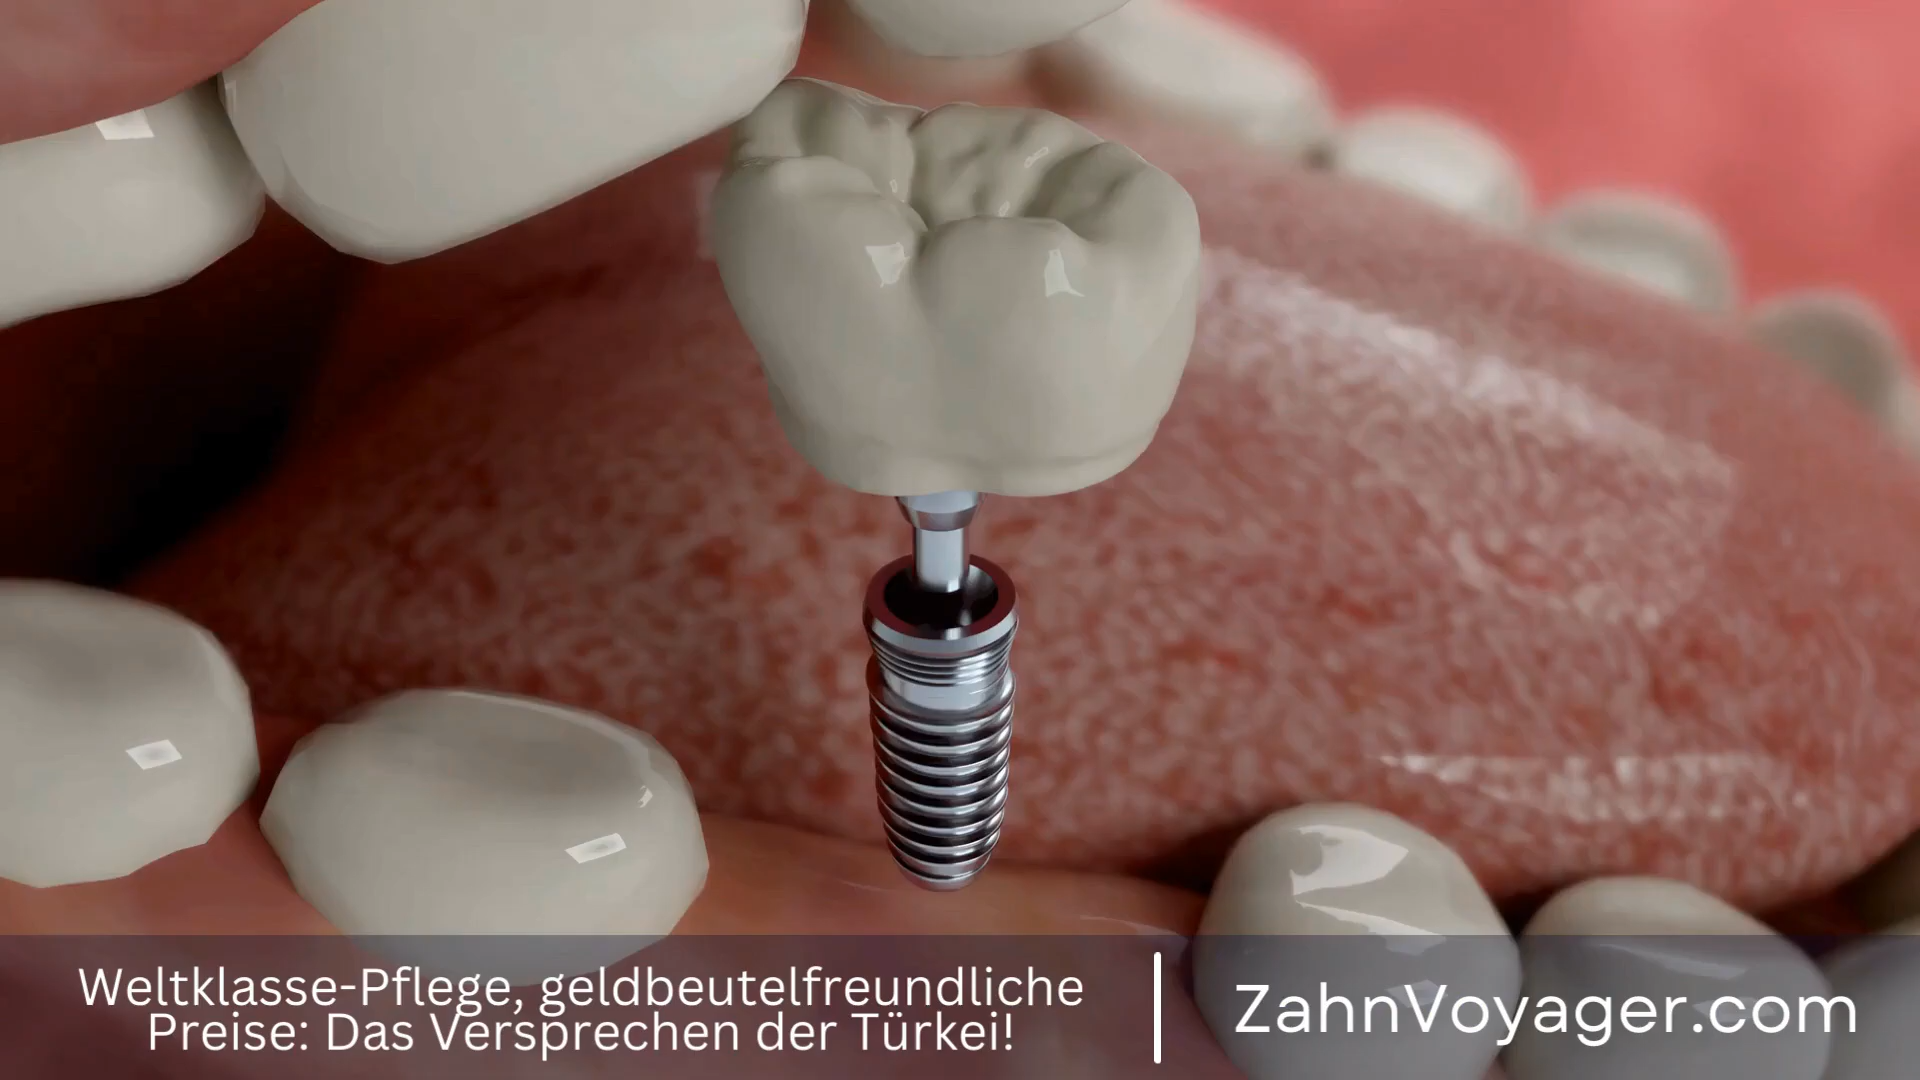 Weltklasse-Pflege, geldbeutelfreundliche
Preise: Das Versprechen der Türkei!
ZahnVoyager.com